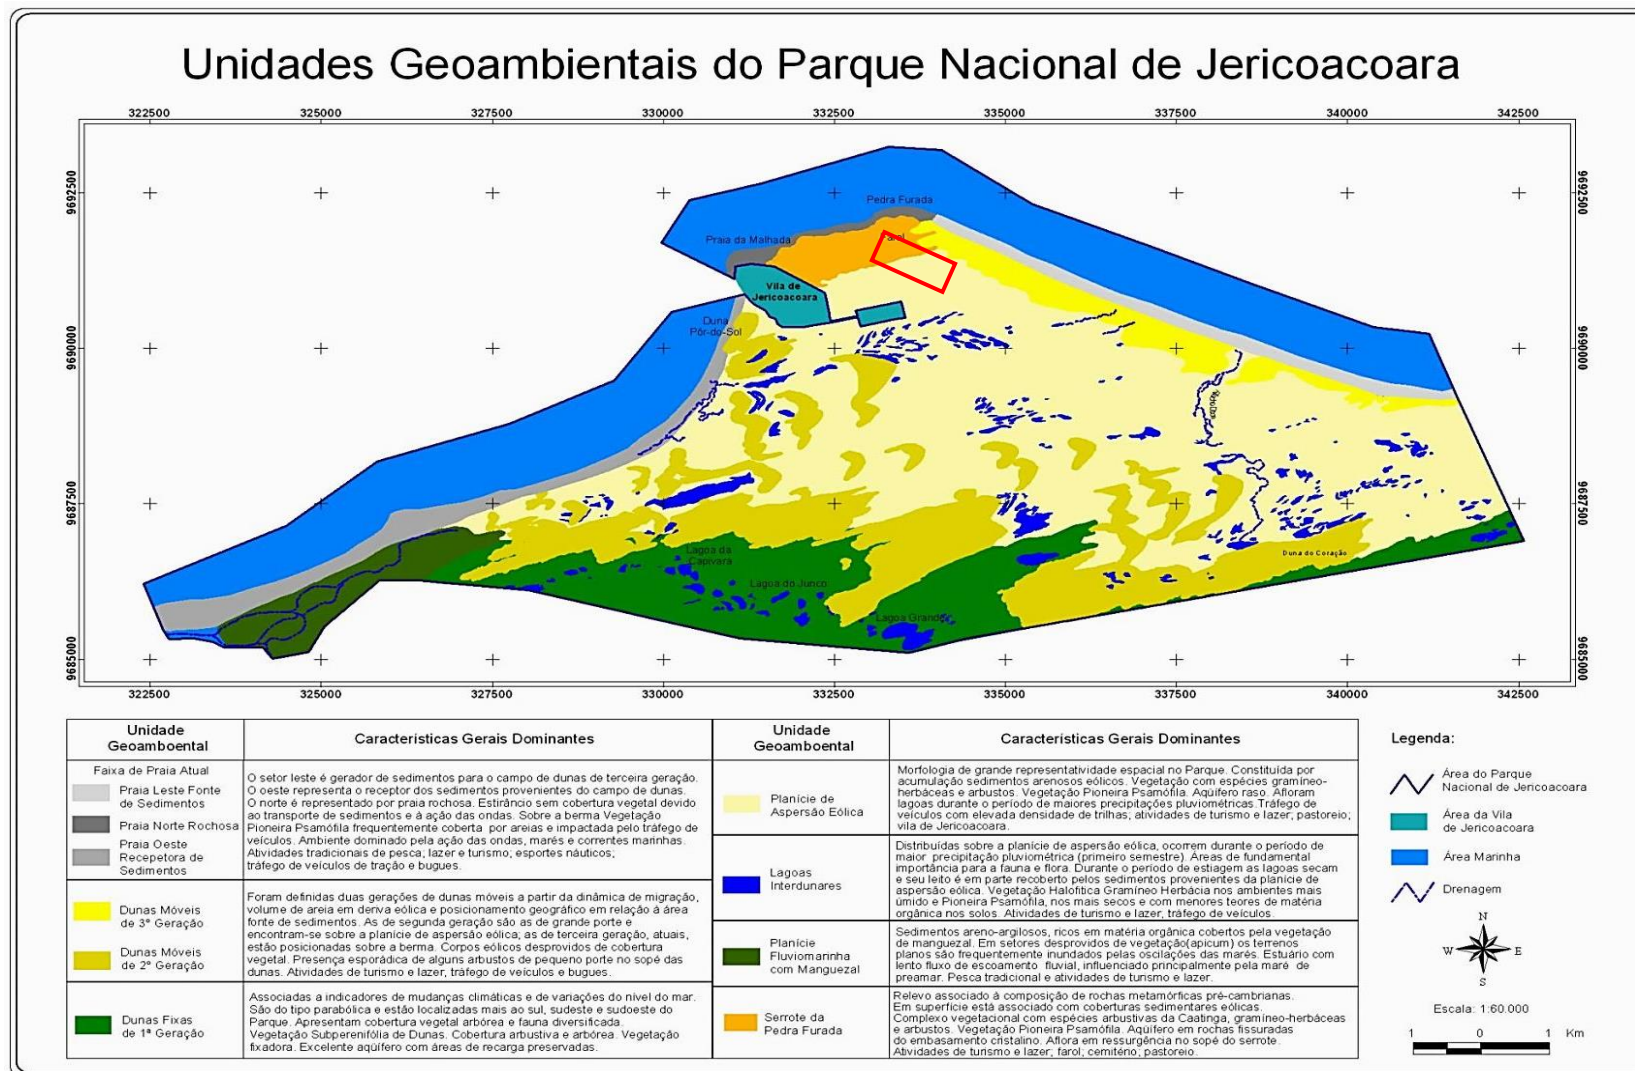 Unidades Geoambientais do Parque Nacional de Jericoacoara
322500 325000 327500 330000 332500 335000 337500 340000 342500
9692500 9692500
Pedra Furada
Praia da Malhada
Vila de
Jericoacoara
Duna
Pôr-do-Sol
9690000 9690000
9687500 9687500
Duna do Coração
Lagoa da
Capivara
Lagoa do Junco
Lagoa Grande
9685000 9685000
322500 325000 327500 330000 332500 335000 337500 340000 342500
Unidade
Geoamboental
Características Gerais Dominantes
Faixa de Praia Atual
Praia Leste Fonte
de Sedimentos
Praia Norte Rochosa
Praia Oeste
Recepetora de
Sedimentos
O setor leste é gerador de sedimentos para o campo de dunas de terceira geração.
O oeste representa o receptor dos sedimentos provenientes do campo de dunas.
O norte é representado por praia rochosa. Estirâncio sem cobertura vegetal devido
ao transporte de sedimentos e à ação das ondas. Sobre a berma Vegetação
Pioneira Psamófila frequentemente coberta por areias e impactada pelo tráfego de
veículos. Ambiente dominado pela ação das ondas, marés e correntes marinhas.
Atividades tradicionais de pesca; lazer e turismo; esportes náuticos;
tráfego de veículos de tração e bugues.
Dunas Móveis
de 3ª Geração
Dunas Móveis
de 2ª Geração
Foram definidas duas gerações de dunas móveis a partir da dinâmica de migração,
volume de areia em deriva eólica e posicionamento geográfico em relação à área
fonte de sedimentos. As de segunda geração são as de grande porte e
encontram-se sobre a planície de aspersão eólica; as de terceira geração, atuais,
estão posicionadas sobre a berma. Corpos eólicos desprovidos de cobertura
vegetal. Presença esporádica de alguns arbustos de pequeno porte no sopé das
dunas. Atividades de turismo e lazer, tráfego de veículos e bugues.
Dunas Fixas
de 1ª Geração
Associadas a indicadores de mudanças climáticas e de variações do nível do mar.
São do tipo parabólica e estão localizadas mais ao sul, sudeste e sudoeste do
Parque. Apresentam cobertura vegetal arbórea e fauna diversificada.
Vegetação Subperenifólia de Dunas. Cobertura arbustiva e arbórea. Vegetação
fixadora. Excelente aqüífero com áreas de recarga preservadas.
Unidade
Geoamboental
Características Gerais Dominantes
Planície de
Aspersão Eólica
Morfologia de grande representatividade espacial no Parque. Constituída por
acumulação sedimentos arenosos eólicos. Vegetação com espécies gramíneo-
herbáceas e arbustos. Vegetação Pioneira Psamófila. Aqüífero raso. Afloram
lagoas durante o período de maiores precipitações pluviométricas.Tráfego de
veículos com elevada densidade de trilhas; atividades de turismo e lazer; pastoreio;
vila de Jericoacoara.
Lagoas
Interdunares
Distribuídas sobre a planície de aspersão eólica, ocorrem durante o período de
maior precipitação pluviométrica (primeiro semestre). Áreas de fundamental
importância para a fauna e flora. Durante o período de estiagem as lagoas secam
e seu leito é em parte recoberto pelos sedimentos provenientes da planície de
aspersão eólica. Vegetação Halofítica Gramíneo Herbácia nos ambientes mais
úmido e Pioneira Psamófila, nos mais secos e com menores teores de matéria
orgânica nos solos. Atividades de turismo e lazer, tráfego de veículos.
Planície
Fluviomarinha
com Manguezal
Sedimentos areno-argilosos, ricos em matéria orgânica cobertos pela vegetação
de manguezal. Em setores desprovidos de vegetação(apicum) os terrenos
planos são frequentemente inundados pelas oscilações das marés. Estuário com
lento fluxo de escoamento fluvial, influenciado principalmente pela maré de
preamar. Pesca tradicional e atividades de turismo e lazer.
Serrote da
Pedra Furada
Relevo associado à composição de rochas metamórficas pré-cambrianas.
Em superfície está associado com coberturas sedimentares eólicas.
Complexo vegetacional com espécies arbustivas da Caatinga, gramíneo-herbáceas
e arbustos. Vegetação Pioneira Psamófila. Aqüífero em rochas fissuradas
do embasamento cristalino. Aflora em ressurgência no sopé do serrote.
Atividades de turismo e lazer; farol; cemitério; pastoreio.
Legenda:
Área do Parque
Nacional de Jericoacoara
Área da Vila
de Jericoacoara
Área Marinha
Drenagem
N
W E
S
Escala: 1:60.000
1 0 1 Km